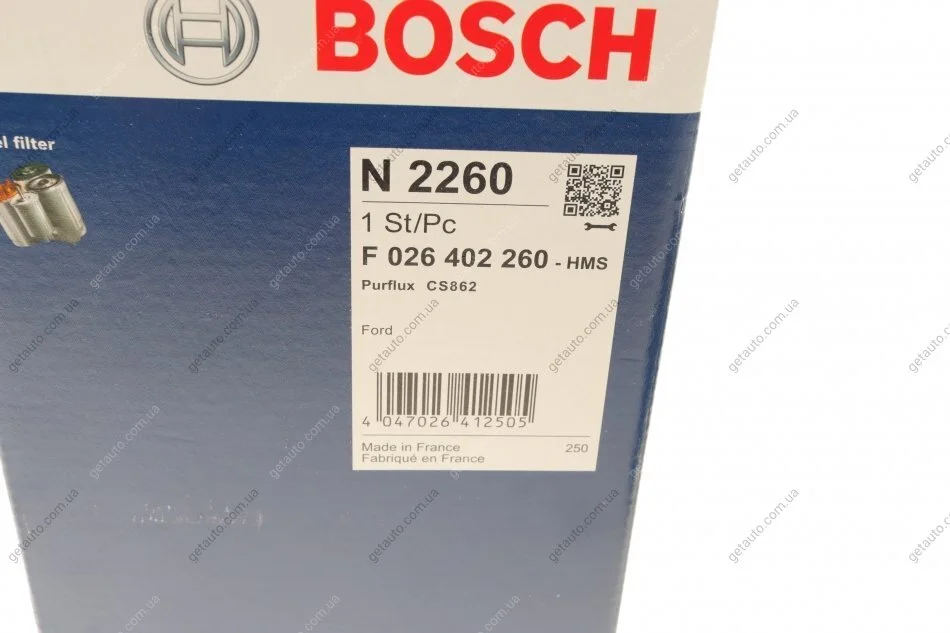 BOSCH
el filter
N 2260
1 St/Pc
F 026 402 260 - HMS
Purflux CS862
Ford
4 047026 412505
Made in France 250
Fabriqué en France
getauto.com.ua